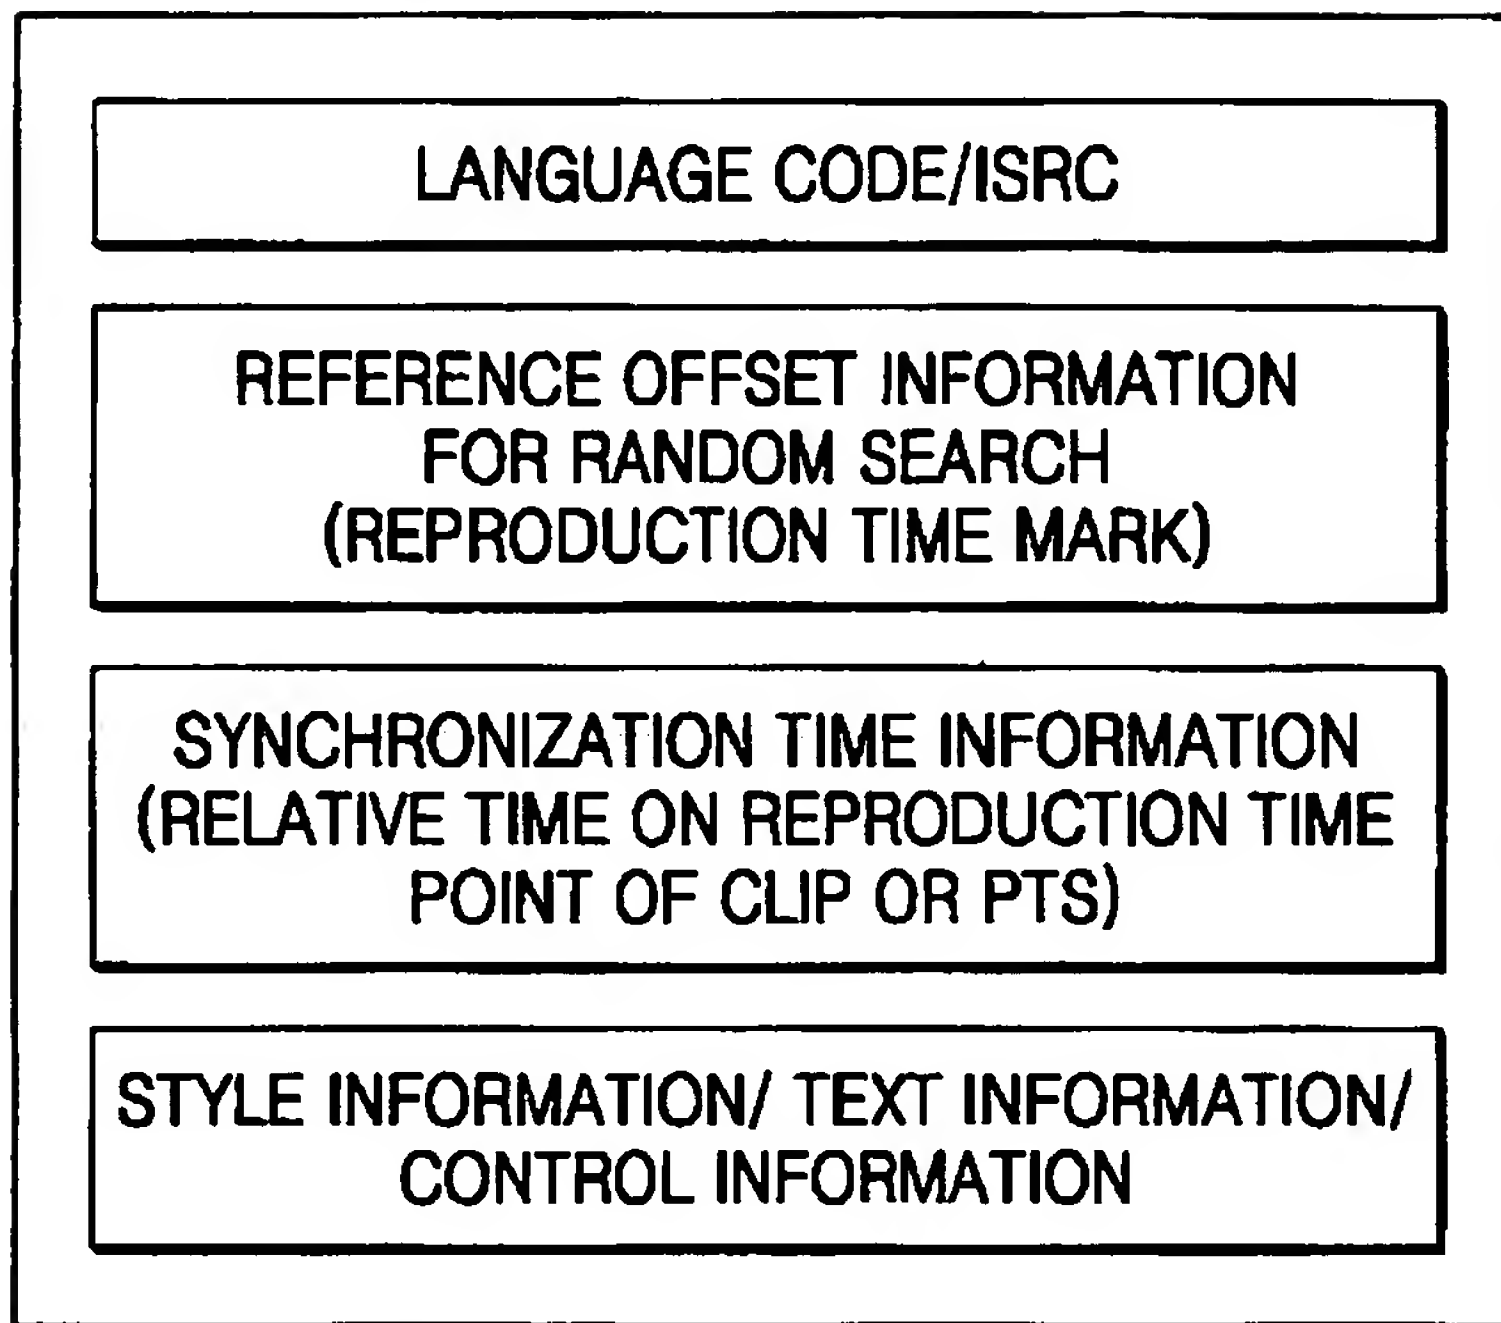 LANGUAGE CODE/ISRC
REFERENCE OFFSET INFORMATION
FOR RANDOM SEARCH
(REPRODUCTION TIME MARK)
SYNCHRONIZATION TIME INFORMATION
(RELATIVE TIME ON REPRODUCTION TIME
POINT OF CLIP OR PTS)
STYLE INFORMATION/ TEXT INFORMATION/
CONTROL INFORMATION